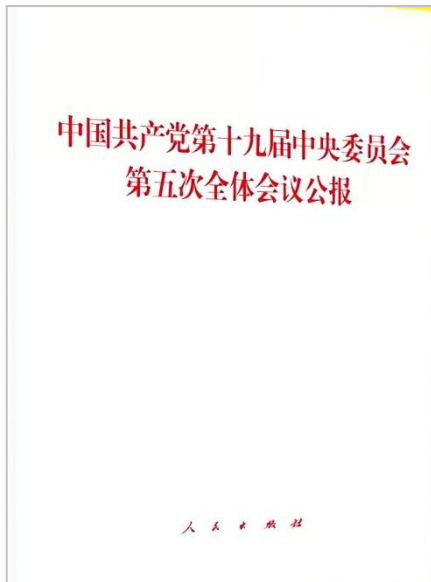 中国共产党第十九届中央委员会
第五次全体会议公报
人民出版社